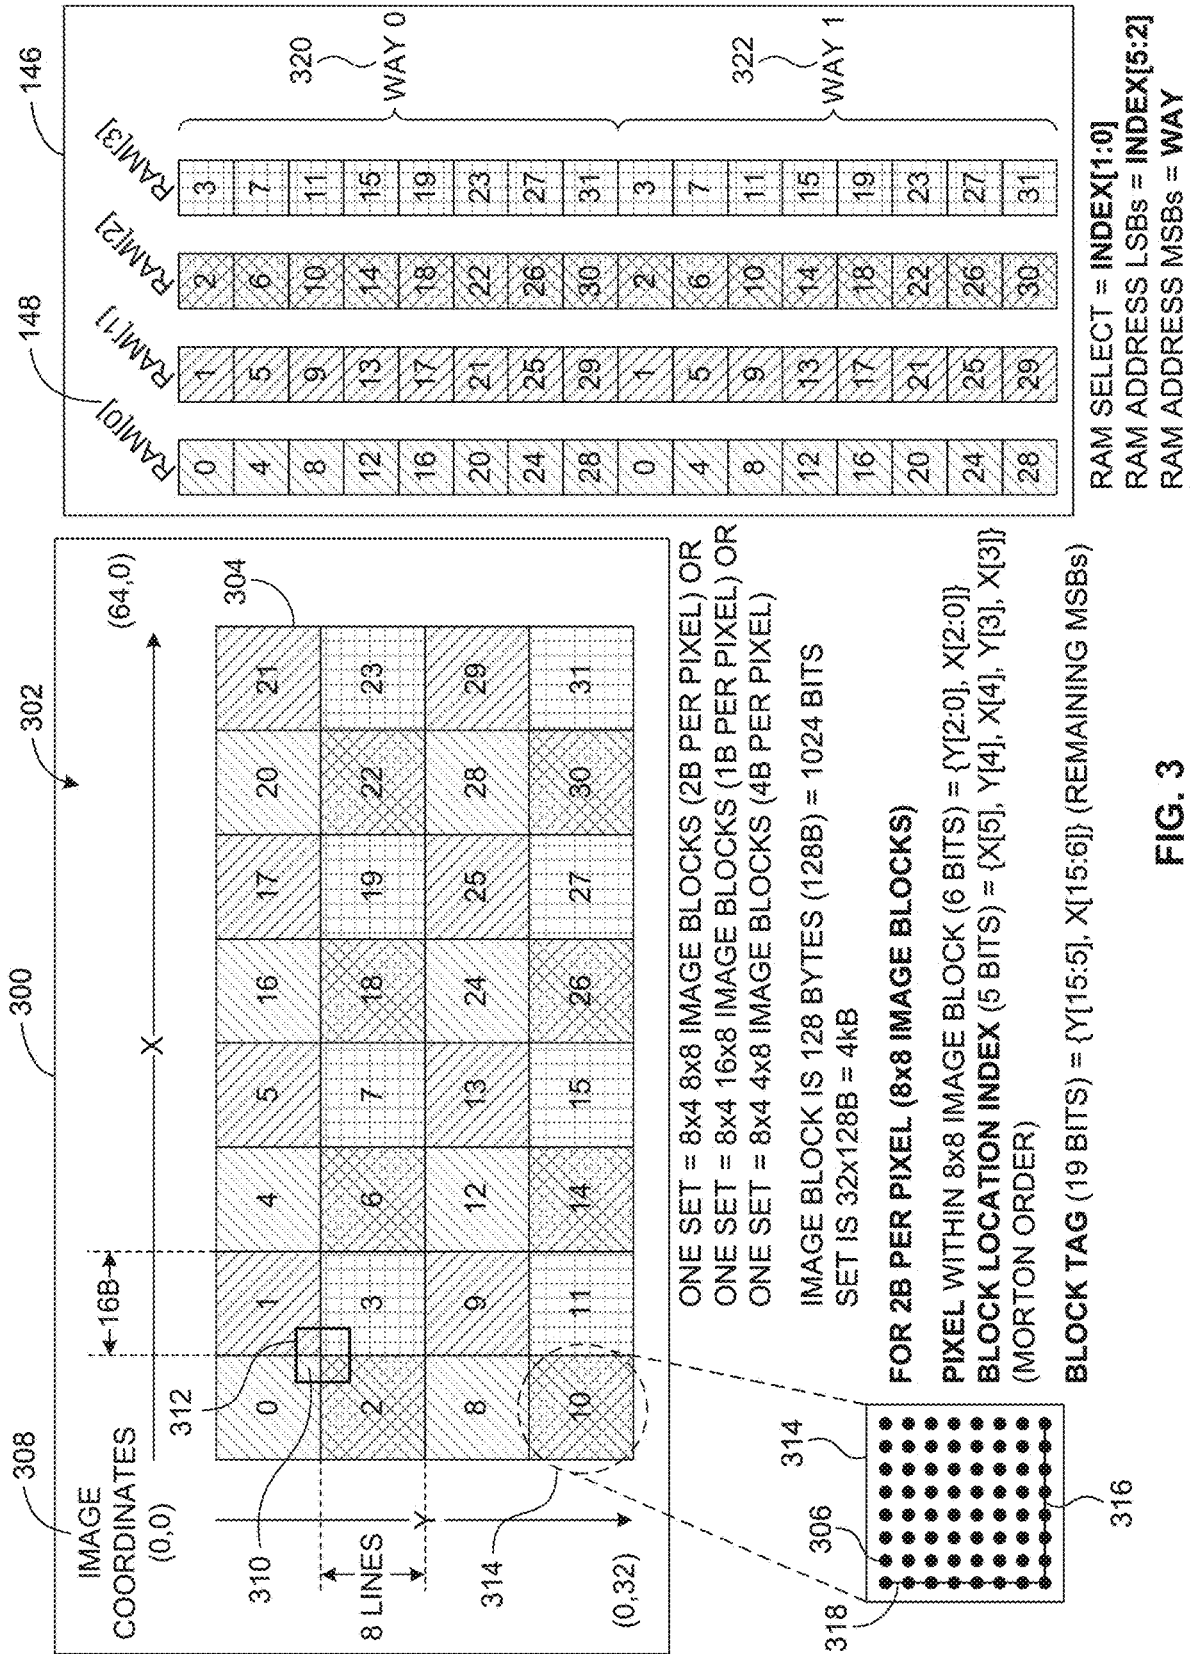 300
302
308
IMAGE
COORDINATES
(0,0)
X
(64,0)
16B
312
304
310
8 LINES
Y
314
(0,32)
0 1 4 5 16 17 20 21
2 3 6 7 18 19 22 23
8 9 12 13 24 25 28 29
10 11 14 15 26 27 30 31
314
306
318
316
ONE SET = 8x4 8x8 IMAGE BLOCKS (2B PER PIXEL) OR
ONE SET = 8x4 16x8 IMAGE BLOCKS (1B PER PIXEL) OR
ONE SET = 8x4 4x8 IMAGE BLOCKS (4B PER PIXEL)
IMAGE BLOCK IS 128 BYTES (128B) = 1024 BITS
SET IS 32x128B = 4kB
FOR 2B PER PIXEL (8x8 IMAGE BLOCKS)
PIXEL WITHIN 8x8 IMAGE BLOCK (6 BITS) = {Y[2:0], X[2:0]}
BLOCK LOCATION INDEX (5 BITS) = {X[5], Y[4], X[4], Y[3], X[3]}
(MORTON ORDER)
BLOCK TAG (19 BITS) = {Y[15:5], X[15:6]} (REMAINING MSBs)
146
148
RAM[0] RAM[1] RAM[2] RAM[3]
0 1 2 3
4 5 6 7
8 9 10 11
12 13 14 15
16 17 18 19
20 21 22 23
24 25 26 27
28 29 30 31
0 1 2 3
4 5 6 7
8 9 10 11
12 13 14 15
16 17 18 19
20 21 22 23
24 25 26 27
28 29 30 31
320
WAY 0
322
WAY 1
RAM SELECT = INDEX[1:0]
RAM ADDRESS LSBs = INDEX[5:2]
RAM ADDRESS MSBs = WAY
FIG. 3